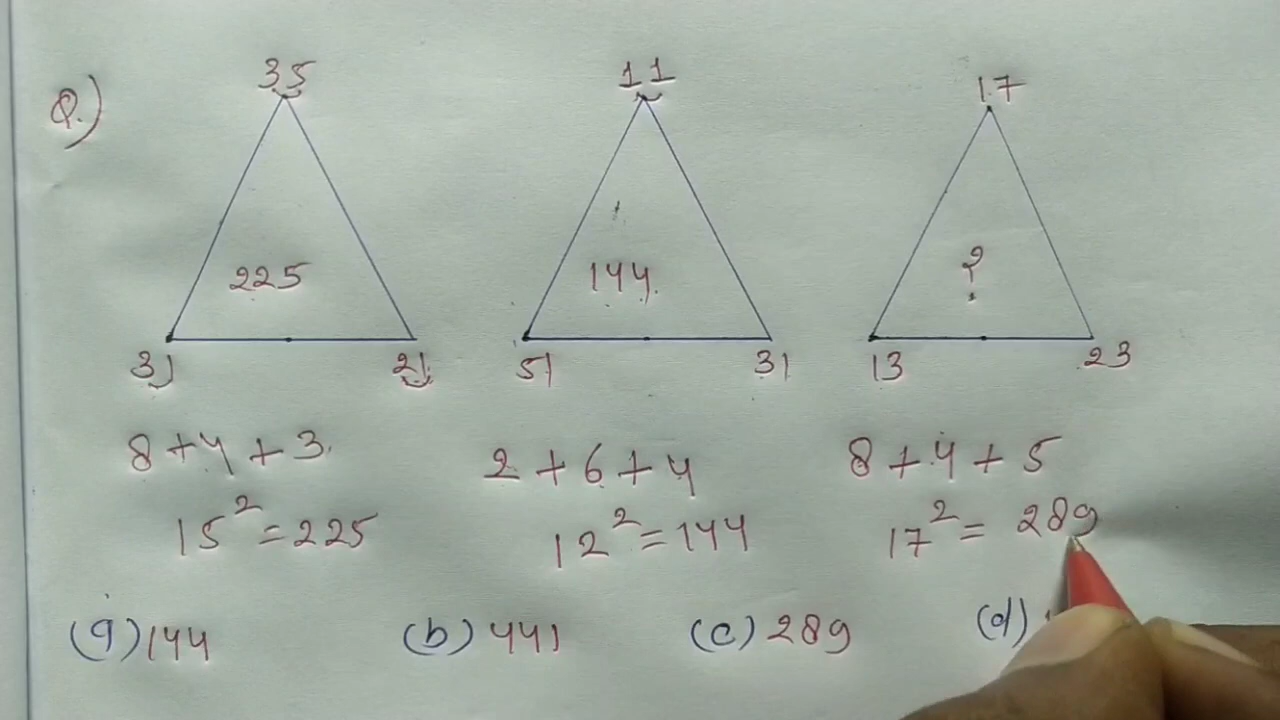 Q.)
35 11 17
225 144 ?
31 21 51 31 13 23
8+4+3 2+6+4 8+4+5
15²=225 12²=144 17²=289
(a) 144 (b) 441 (c) 289 (d)